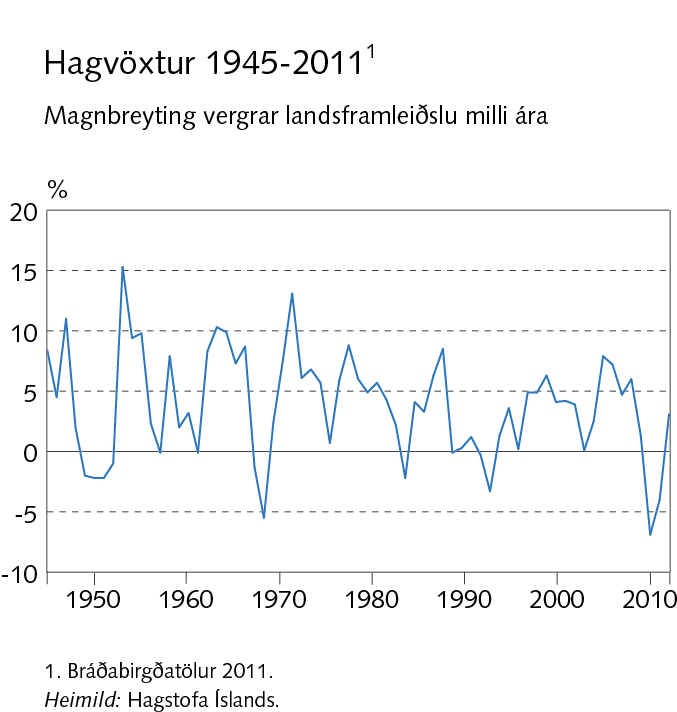 Hagvöxtur 1945-2011¹
Magnbreyting vergrar landsframleiðslu milli ára
%
20
15
10
5
0
-5
-10
1950 1960 1970 1980 1990 2000 2010
1. Bráðabirgðatölur 2011.
Heimild: Hagstofa Íslands.